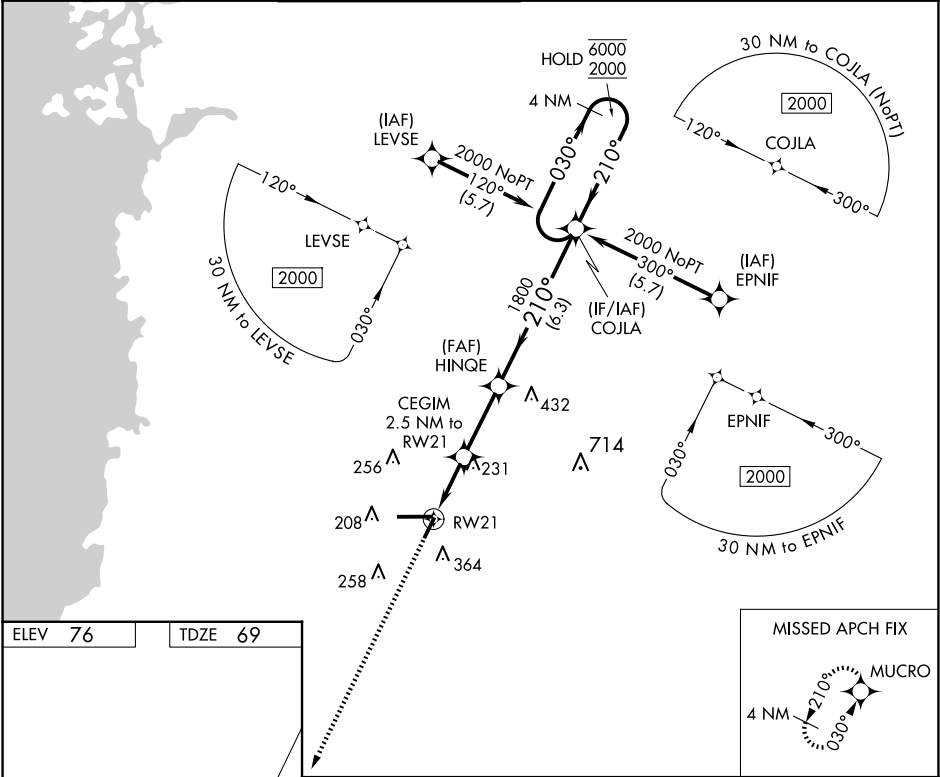 HOLD 6000
2000
4 NM
030°
210°
(IAF)
LEVSE
2000 NoPT
120°
(5.7)
30 NM to COJLA (NoPT)
2000
120°
COJLA
300°
120°
LEVSE
2000
030°
30 NM to LEVSE
2000 NoPT
300°
(5.7)
(IAF)
EPNIF
(IF/IAF)
COJLA
1800
210°
(6.3)
(FAF)
HINQE
432
CEGIM
2.5 NM to
RW21
256
231
714
208
RW21
364
258
EPNIF
300°
030°
2000
30 NM to EPNIF
ELEV 76
TDZE 69
MISSED APCH FIX
MUCRO
210°
4 NM
030°